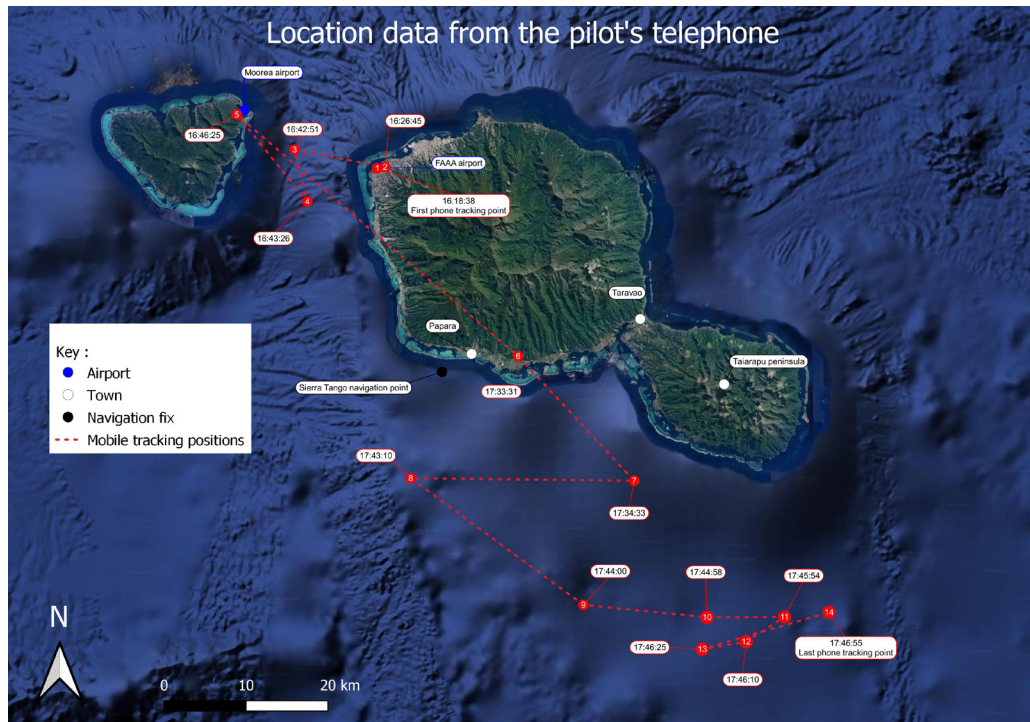 Location data from the pilot's telephone
Moorea airport
16:26:45
16:42:51
5
16:46:25
3
1
2
FAAA airport
16:18:38
First phone tracking point
4
16:43:26
Taravao
Papara
Key :
Airport
Town
Navigation fix
Mobile tracking positions
6
Taiarapu peninsula
Sierra Tango navigation point
17:33:31
17:43:10
8
7
17:34:33
17:44:00
17:44:58
17:45:54
9
10
11
14
N
12
13
17:46:25
17:46:55
Last phone tracking point
17:46:10
0
10
20 km